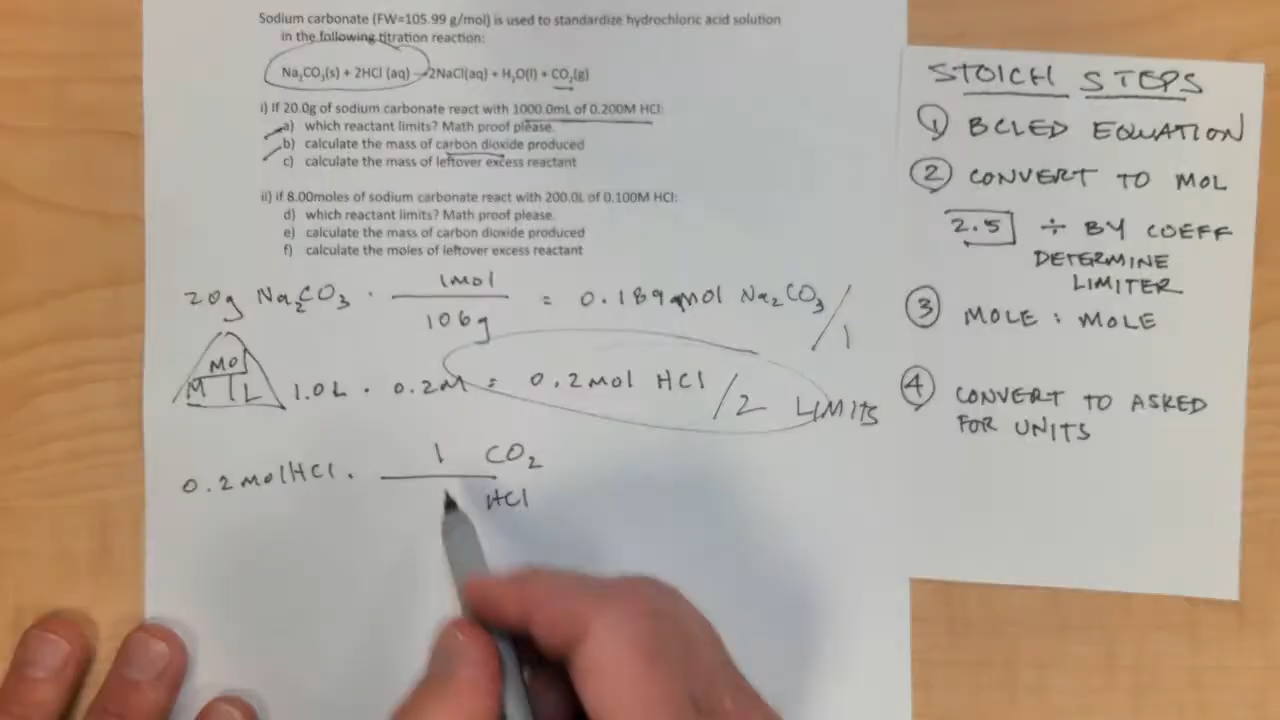 Sodium carbonate (FW=105.99 g/mol) is used to standardize hydrochloric acid solution
in the following titration reaction:
Na₂CO₃(s) + 2HCl (aq) → 2NaCl(aq) + H₂O(l) + CO₂(g)
i) If 20.0g of sodium carbonate react with 1000.0mL of 0.200M HCl:
a) which reactant limits? Math proof please.
b) calculate the mass of carbon dioxide produced
c) calculate the mass of leftover excess reactant
ii) if 8.00moles of sodium carbonate react with 200.0L of 0.100M HCl:
d) which reactant limits? Math proof please.
e) calculate the mass of carbon dioxide produced
f) calculate the moles of leftover excess reactant
20g Na₂CO₃ · 1mol / 106g = 0.189 mol Na₂CO₃ / 1
MOL
M L 1.0L · 0.2M = 0.2mol HCl / 2 LIMITS
0.2molHCl · 1 CO₂
HCl
STOICH STEPS
① BCLED EQUATION
② CONVERT TO MOL
2.5 ÷ BY COEFF
DETERMINE
LIMITER
③ MOLE : MOLE
④ CONVERT TO ASKED
FOR UNITS